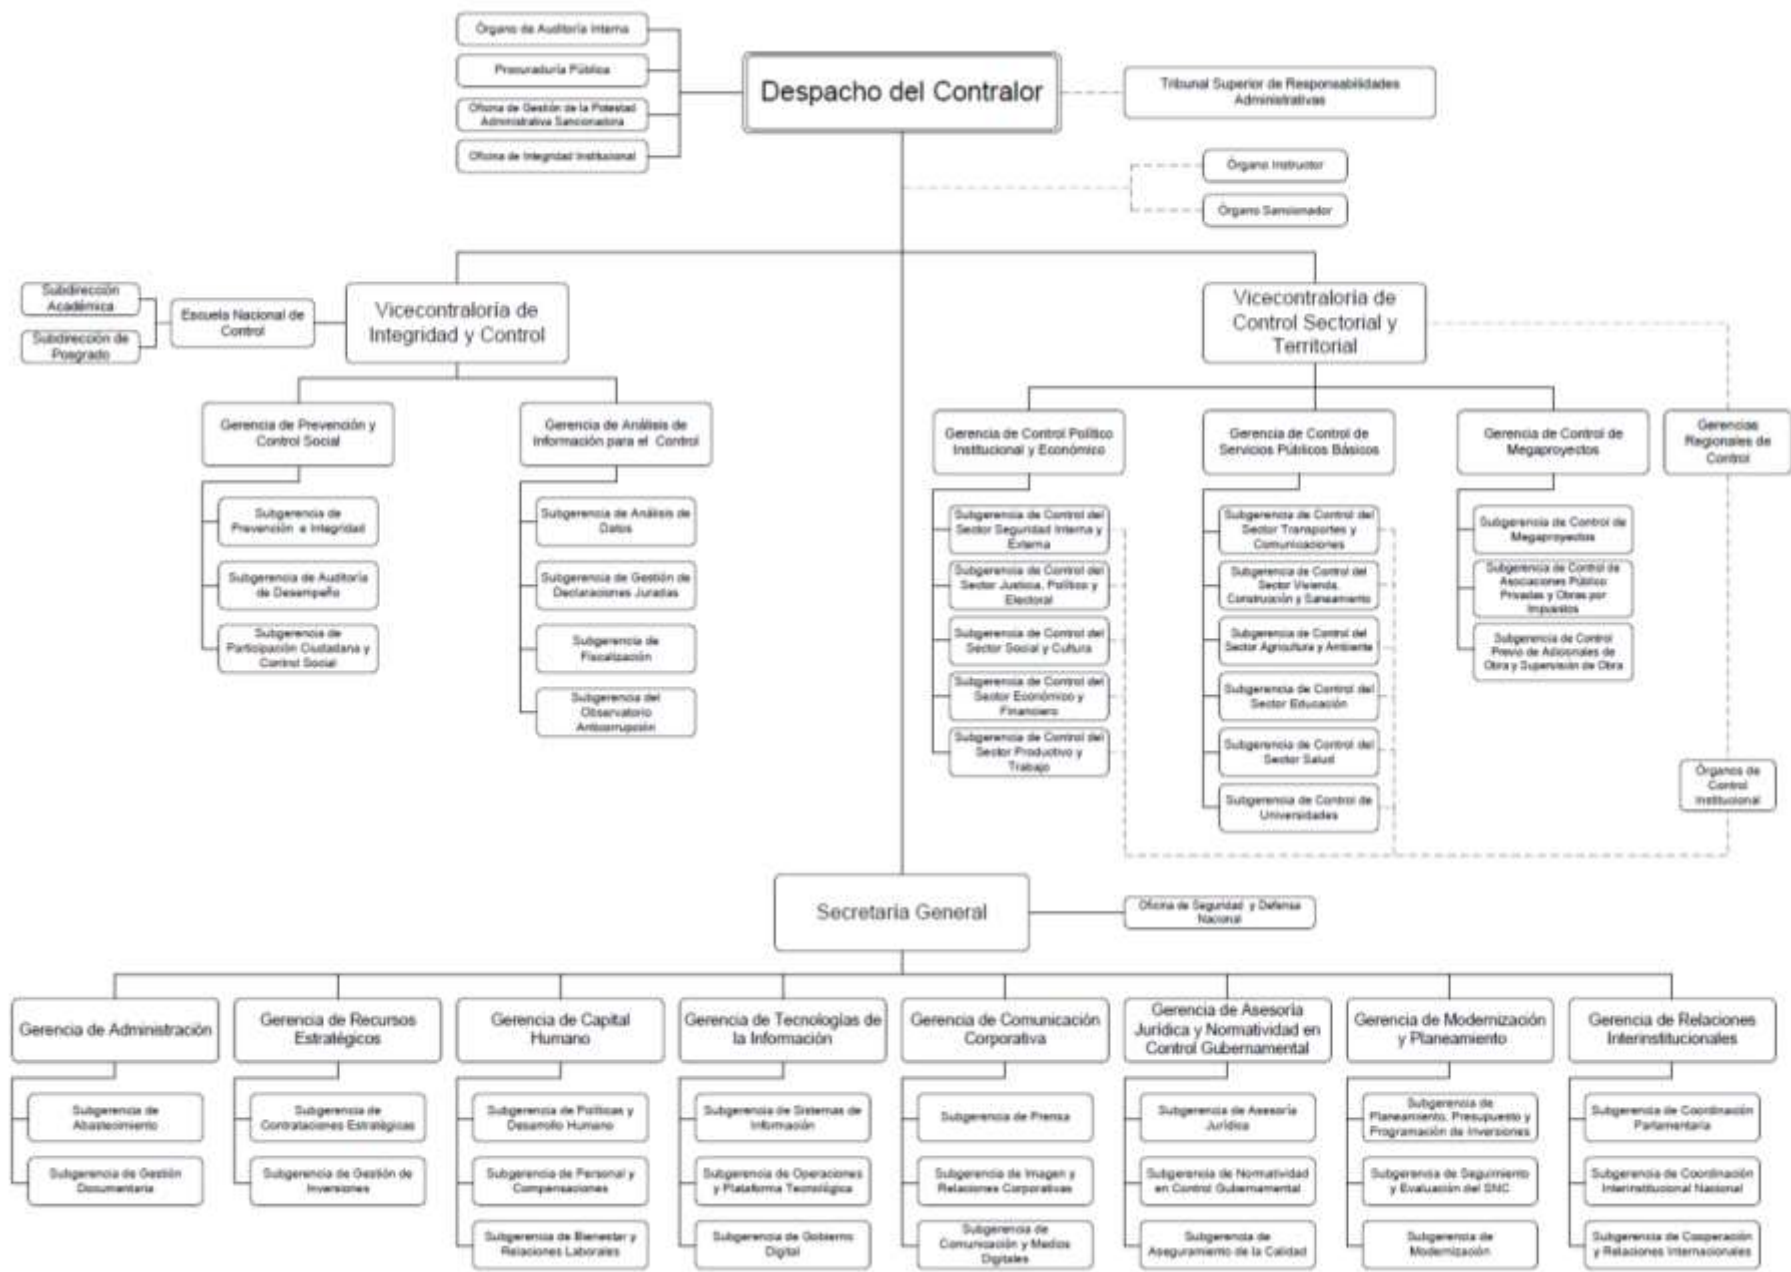 Órgano de Auditoría Interna
Procuraduría Pública
Oficina de Gestión de la Potestad
Administrativa Sancionadora
Oficina de Integridad Institucional
Despacho del Contralor
Tribunal Superior de Responsabilidades
Administrativas
Órgano Instructor
Órgano Sancionador
Subdirección
Académica
Subdirección de
Posgrado
Escuela Nacional de
Control
Vicecontraloría de
Integridad y Control
Vicecontraloría de
Control Sectorial y
Territorial
Gerencia de Prevención y
Control Social
Subgerencia de
Prevención e Integridad
Subgerencia de Auditoría
de Desempeño
Subgerencia de
Participación Ciudadana y
Control Social
Gerencia de Análisis de
Información para el Control
Subgerencia de Análisis de
Datos
Subgerencia de Gestión de
Declaraciones Juradas
Subgerencia de
Fiscalización
Subgerencia del
Observatorio
Anticorrupción
Gerencia de Control Político
Institucional y Económico
Subgerencia de Control del
Sector Seguridad Interna y
Externa
Subgerencia de Control del
Sector Justicia, Político y
Electoral
Subgerencia de Control del
Sector Social y Cultura
Subgerencia de Control del
Sector Económico y
Financiero
Subgerencia de Control del
Sector Productivo y
Trabajo
Gerencia de Control de
Servicios Públicos Básicos
Subgerencia de Control del
Sector Transportes y
Comunicaciones
Subgerencia de Control del
Sector Vivienda,
Construcción y Saneamiento
Subgerencia de Control del
Sector Agricultura y Ambiente
Subgerencia de Control del
Sector Educación
Subgerencia de Control del
Sector Salud
Subgerencia de Control de
Universidades
Gerencia de Control de
Megaproyectos
Subgerencia de Control de
Megaproyectos
Subgerencia de Control de
Asociaciones Público
Privadas y Obras por
Impuestos
Subgerencia de Control
Previo de Adicionales de
Obra y Supervisión de Obra
Gerencias
Regionales de
Control
Órganos de
Control
Institucional
Secretaría General
Oficina de Seguridad y Defensa
Nacional
Gerencia de Administración
Subgerencia de
Abastecimiento
Subgerencia de Gestión
Documentaria
Gerencia de Recursos
Estratégicos
Subgerencia de
Contrataciones Estratégicas
Subgerencia de Gestión de
Inversiones
Gerencia de Capital
Humano
Subgerencia de Políticas y
Desarrollo Humano
Subgerencia de Personal y
Compensaciones
Subgerencia de Bienestar y
Relaciones Laborales
Gerencia de Tecnologías de
la Información
Subgerencia de Sistemas de
Información
Subgerencia de Operaciones
y Plataforma Tecnológica
Subgerencia de Gobierno
Digital
Gerencia de Comunicación
Corporativa
Subgerencia de Prensa
Subgerencia de Imagen y
Relaciones Corporativas
Subgerencia de
Comunicación y Medios
Digitales
Gerencia de Asesoría
Jurídica y Normatividad en
Control Gubernamental
Subgerencia de Asesoría
Jurídica
Subgerencia de Normatividad
en Control Gubernamental
Subgerencia de
Aseguramiento de la Calidad
Gerencia de Modernización
y Planeamiento
Subgerencia de
Planeamiento, Presupuesto y
Programación de Inversiones
Subgerencia de Seguimiento
y Evaluación del SNC
Subgerencia de
Modernización
Gerencia de Relaciones
Interinstitucionales
Subgerencia de Coordinación
Parlamentaria
Subgerencia de Coordinación
Interinstitucional Nacional
Subgerencia de Cooperación
y Relaciones Internacionales